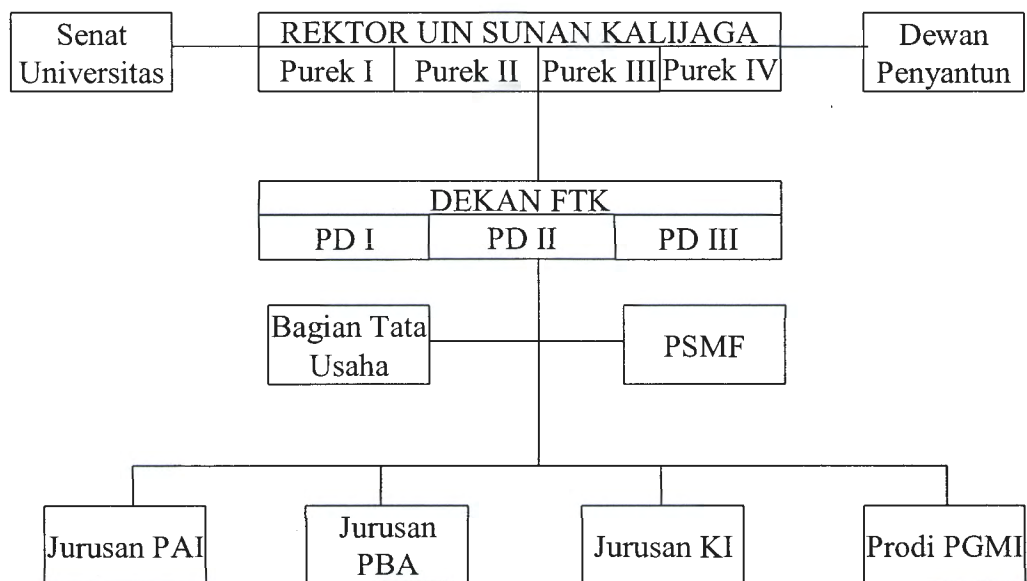 Senat
Universitas
REKTOR UIN SUNAN KALIJAGA
Purek I
Purek II
Purek III
Purek IV
Dewan
Penyantun
DEKAN FTK
PD I
PD II
PD III
Bagian Tata
Usaha
PSMF
Jurusan PAI
Jurusan
PBA
Jurusan KI
Prodi PGMI